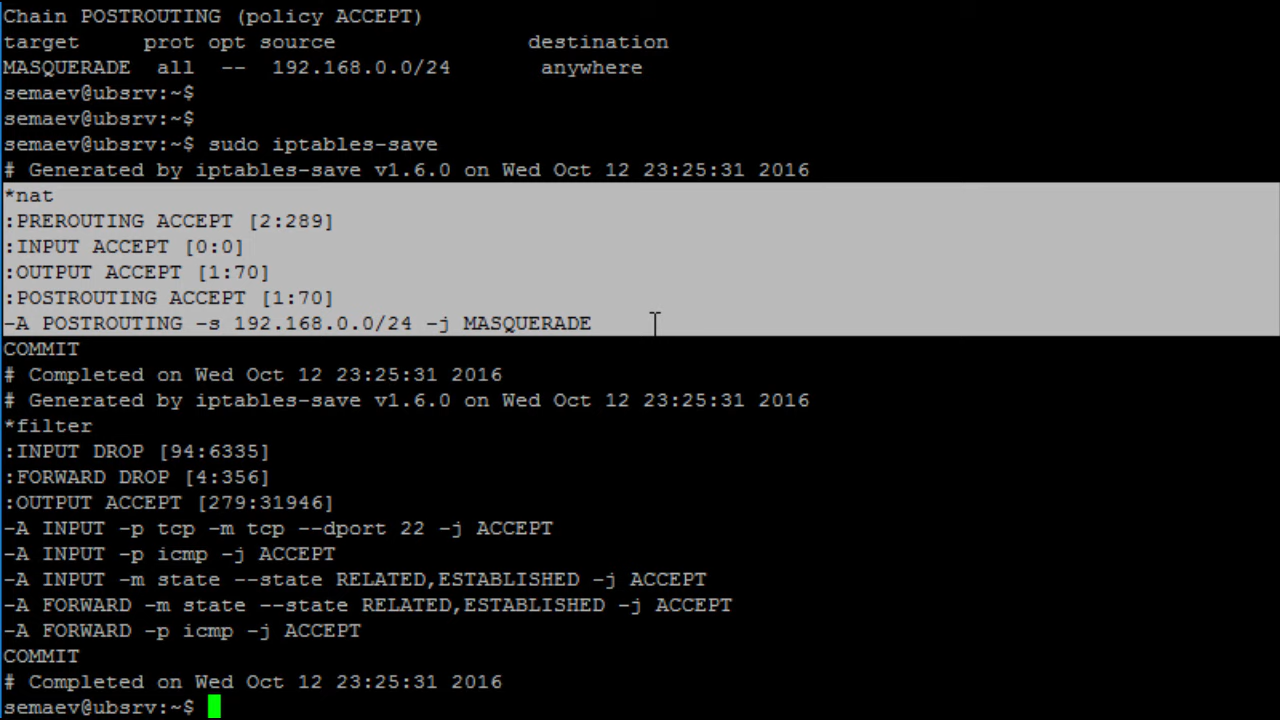 Chain POSTROUTING (policy ACCEPT)
target     prot opt source               destination
MASQUERADE  all  --  192.168.0.0/24       anywhere
semaev@ubsrv:~$
semaev@ubsrv:~$
semaev@ubsrv:~$ sudo iptables-save
# Generated by iptables-save v1.6.0 on Wed Oct 12 23:25:31 2016
*nat
:PREROUTING ACCEPT [2:289]
:INPUT ACCEPT [0:0]
:OUTPUT ACCEPT [1:70]
:POSTROUTING ACCEPT [1:70]
-A POSTROUTING -s 192.168.0.0/24 -j MASQUERADE
COMMIT
# Completed on Wed Oct 12 23:25:31 2016
# Generated by iptables-save v1.6.0 on Wed Oct 12 23:25:31 2016
*filter
:INPUT DROP [94:6335]
:FORWARD DROP [4:356]
:OUTPUT ACCEPT [279:31946]
-A INPUT -p tcp -m tcp --dport 22 -j ACCEPT
-A INPUT -p icmp -j ACCEPT
-A INPUT -m state --state RELATED,ESTABLISHED -j ACCEPT
-A FORWARD -m state --state RELATED,ESTABLISHED -j ACCEPT
-A FORWARD -p icmp -j ACCEPT
COMMIT
# Completed on Wed Oct 12 23:25:31 2016
semaev@ubsrv:~$